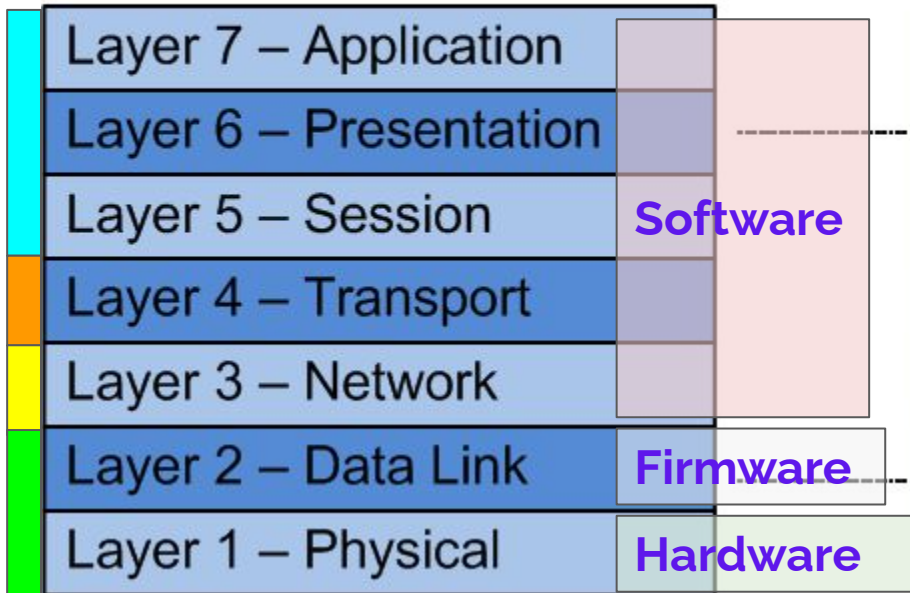 Layer 7 – Application
Layer 6 – Presentation
Layer 5 – Session
Software
Layer 4 – Transport
Layer 3 – Network
Layer 2 – Data Link
Firmware
Layer 1 – Physical
Hardware